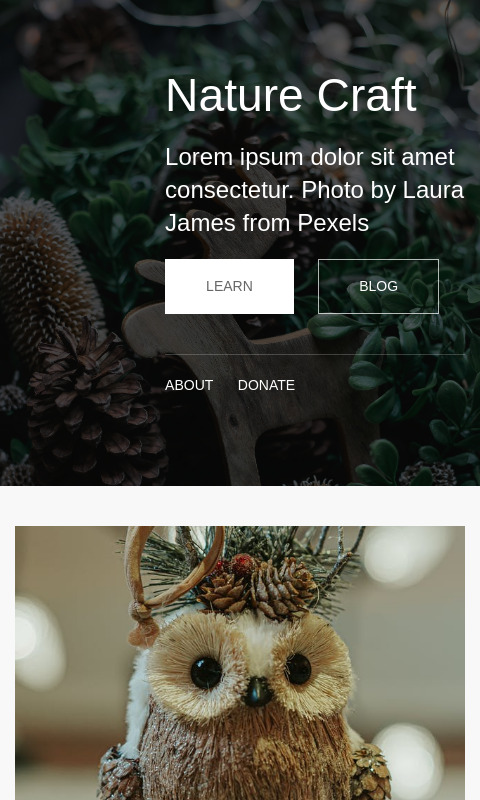 Nature Craft
Lorem ipsum dolor sit amet
consectetur. Photo by Laura
James from Pexels
LEARN BLOG
ABOUT DONATE